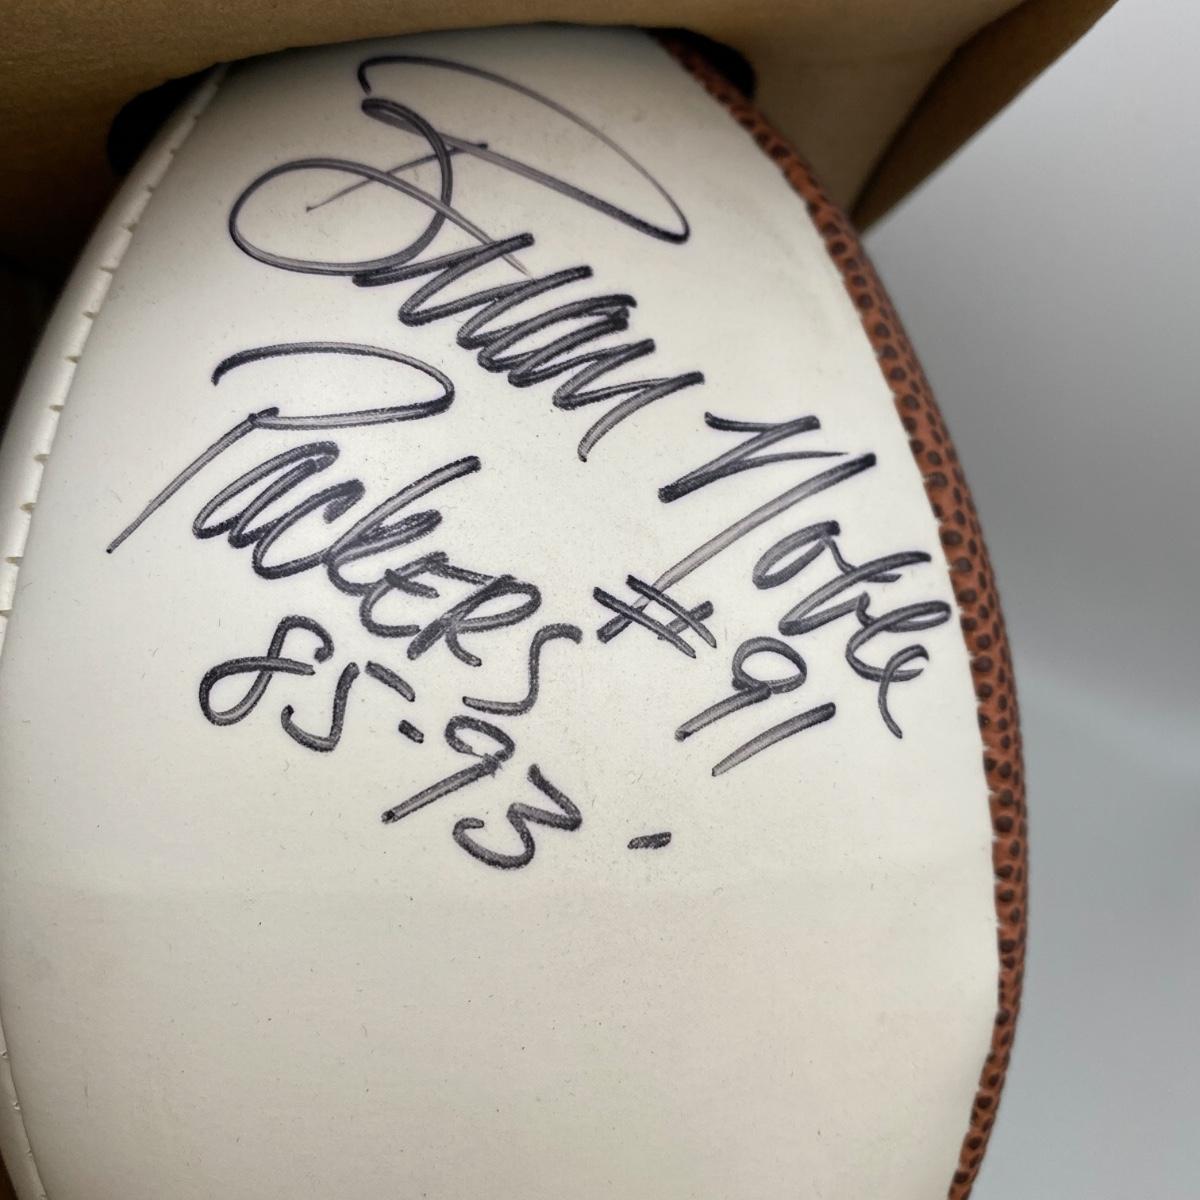 Brian Noble
#91
Packers
85-93